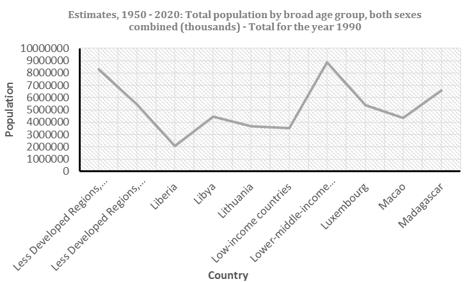 Estimates, 1950 - 2020: Total population by broad age group, both sexes
combined (thousands) - Total for the year 1990
10000000
9000000
8000000
7000000
6000000
5000000
4000000
3000000
2000000
1000000
0
Population
Less Developed Regions,...
Less Developed Regions,...
Liberia
Libya
Lithuania
Low-income countries
Lower-middle-income...
Luxembourg
Macao
Madagascar
Country